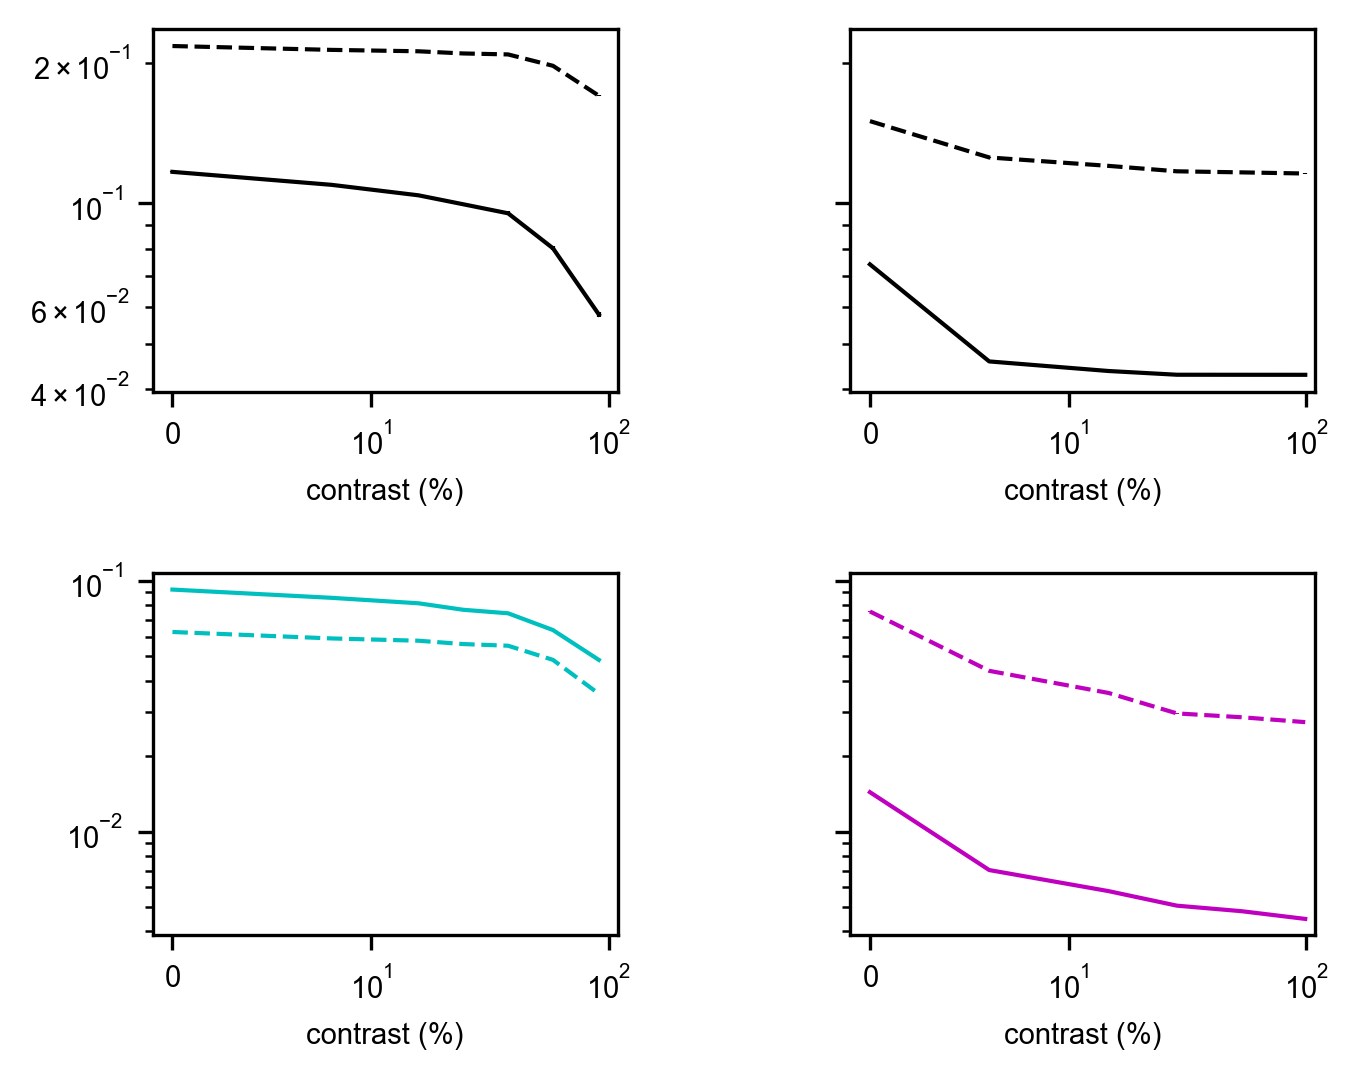 2 × 10⁻¹
10⁻¹
6 × 10⁻²
4 × 10⁻²
0 10¹ 10² 0 10¹ 10²
contrast (%) contrast (%)
10⁻¹
10⁻²
0 10¹ 10² 0 10¹ 10²
contrast (%) contrast (%)